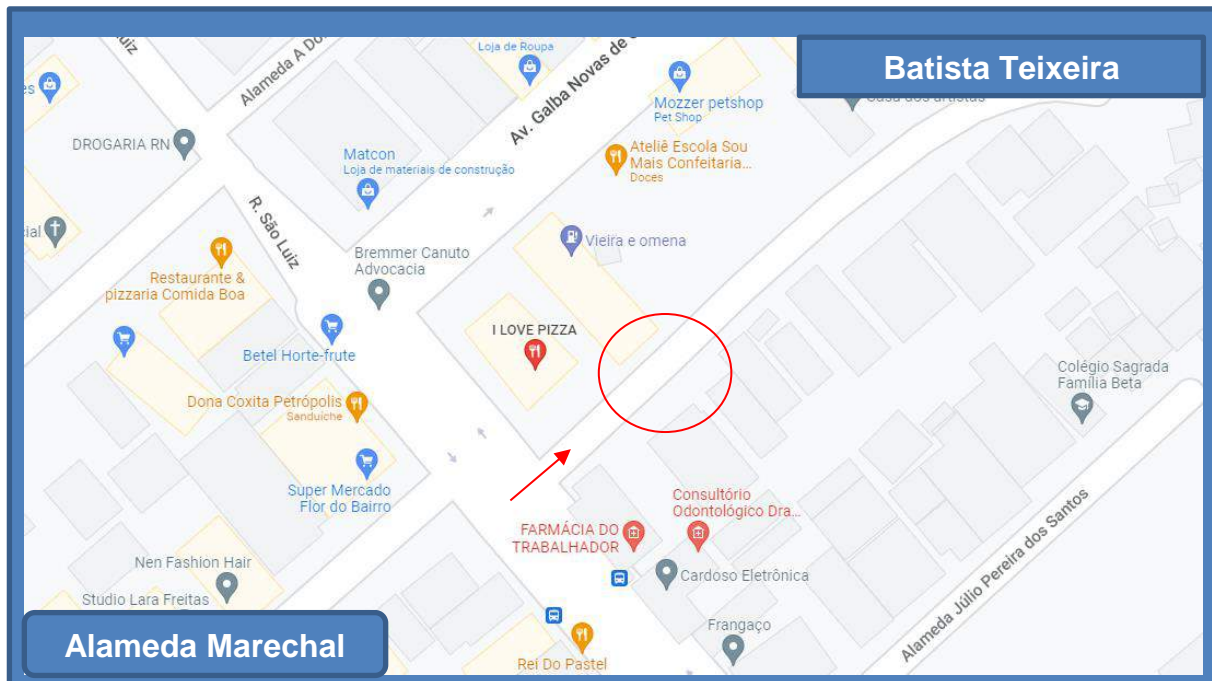 Batista Teixeira
uiz
Alameda A Do
Loja de Roupa
Av. Galba Novas de
Mozzer petshop
Pet Shop
es
DROGARIA RN
Matcon
Loja de materiais de construção
Ateliê Escola Sou
Mais Confeitaria...
Doces
R. São Luiz
ial
Vieira e omena
Bremmer Canuto
Advocacia
Restaurante &
pizzaria Comida Boa
I LOVE PIZZA
Betel Horte-frute
Colégio Sagrada
Família Beta
Dona Coxita Petrópolis
Sanduiche
Super Mercado
Flor do Bairro
Consultório
Odontológico Dra...
FARMÁCIA DO
TRABALHADOR
Alameda Júlio Pereira dos Santos
Nen Fashion Hair
Cardoso Eletrônica
Studio Lara Freitas
Frangaço
Alameda Marechal
Rei Do Pastel